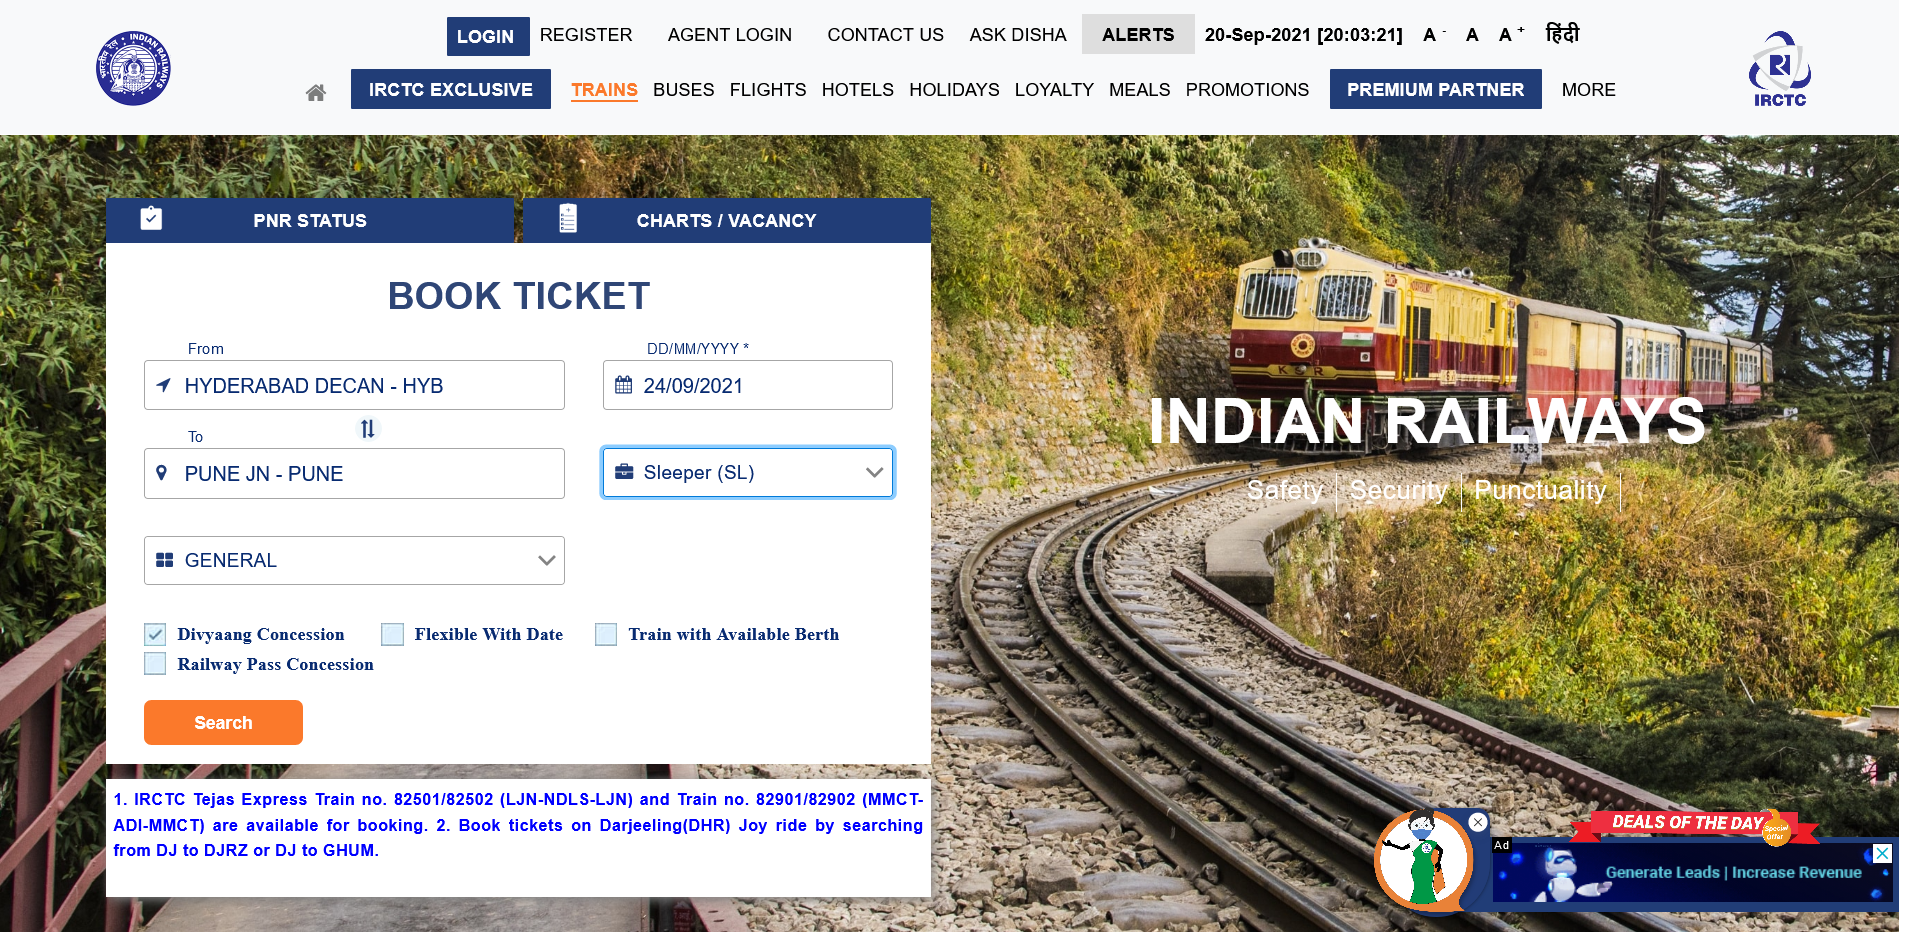 LOGIN REGISTER AGENT LOGIN CONTACT US ASK DISHA ALERTS 20-Sep-2021 [20:03:21] A - A A + हिंदी
IRCTC EXCLUSIVE TRAINS BUSES FLIGHTS HOTELS HOLIDAYS LOYALTY MEALS PROMOTIONS PREMIUM PARTNER MORE
INDIAN RAILWAYS
भारतीय रेल
IRCTC
PNR STATUS CHARTS / VACANCY
BOOK TICKET
From DD/MM/YYYY *
HYDERABAD DECAN - HYB 24/09/2021
To
PUNE JN - PUNE Sleeper (SL)
GENERAL
Divyaang Concession Flexible With Date Train with Available Berth
Railway Pass Concession
Search
1. IRCTC Tejas Express Train no. 82501/82502 (LJN-NDLS-LJN) and Train no. 82901/82902 (MMCT-
ADI-MMCT) are available for booking. 2. Book tickets on Darjeeling(DHR) Joy ride by searching
from DJ to DJRZ or DJ to GHUM.
INDIAN RAILWAYS
Safety Security Punctuality
DEALS OF THE DAY
Special
Offer
Ad
Generate Leads | Increase Revenue